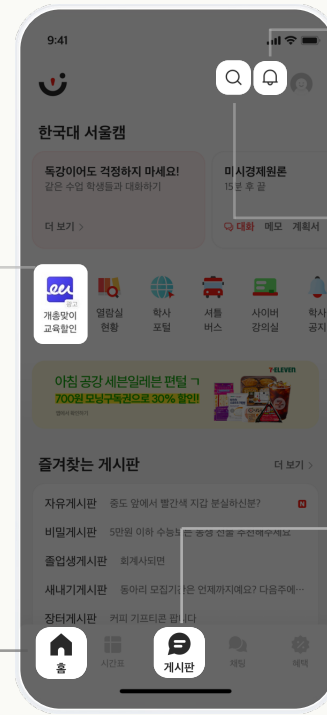 9:41
한국대 서울캠
독강이어도 걱정하지 마세요!
같은 수업 학생들과 대화하기
더 보기 >
미시경제원론
15분 후 끝
대화 메모 계획서
eu
광고
개총맞이
교육할인
열람실
현황
학사
포털
셔틀
버스
사이버
강의실
학사
공지
7-ELEVEN
아침 공강 세븐일레븐 편털 ㄱ
700원 모닝구독권으로 30% 할인!
앱에서 확인하기
즐겨찾는 게시판
더 보기 >
자유게시판 중도 앞에서 빨간색 지갑 분실하신분?
N
비밀게시판 5만원 이하 수능보는 동생 선물 추천해주세요
졸업생게시판 회계사되면
새내기게시판 동아리 모집기간은 언제까지예요? 다음주에…
장터게시판 커피 기프티콘 팝니다
홈
시간표
게시판
채팅
혜택